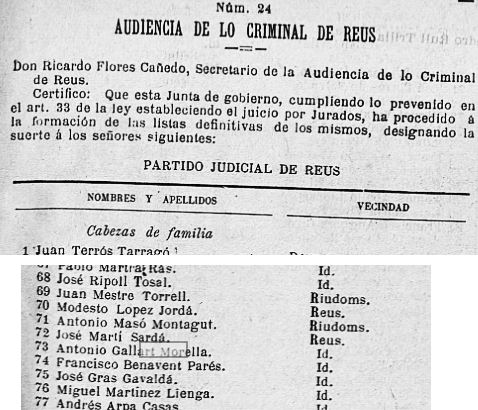 Núm. 24
AUDIENCIA DE LO CRIMINAL DE REUS
Don Ricardo Flores Cañedo, Secretario de la Audiencia de lo Criminal
de Reus.
Certifico: Que esta Junta de gobierno, cumpliendo lo prevenido en
el art. 33 de la ley estableciendo el juicio por Jurados, ha procedido á
la formación de las listas definitivas de los mismos, designando la
suerte á los señores siguientes:
PARTIDO JUDICIAL DE REUS
NOMBRES Y APELLIDOS VECINDAD
Cabezas de familia
1 Juan Terrós Tarragó
Pablo Martra Rás. Id.
68 José Ripoll Tosal. Id.
69 Juan Mestre Torrell. Riudoms.
70 Modesto Lopez Jordá. Reus.
71 Antonio Masó Montagut. Riudoms.
72 José Martí Sardá. Reus.
73 Antonio Gallart Morella. Id.
74 Francisco Benavent Parés. Id.
75 José Gras Gavaldá. Id.
76 Miguel Martinez Lienga. Id.
77 Andrés Arpa Casas. Id.